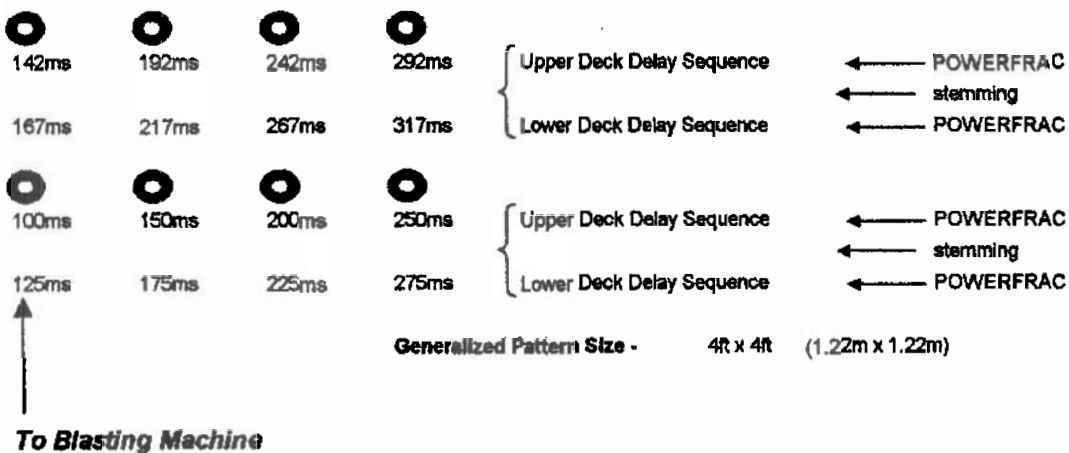 142ms 192ms 242ms 292ms Upper Deck Delay Sequence POWERFRAC
stemming
167ms 217ms 267ms 317ms Lower Deck Delay Sequence POWERFRAC
100ms 150ms 200ms 250ms Upper Deck Delay Sequence POWERFRAC
stemming
125ms 175ms 225ms 275ms Lower Deck Delay Sequence POWERFRAC
Generalized Pattern Size - 4ft x 4ft (1.22m x 1.22m)
To Blasting Machine